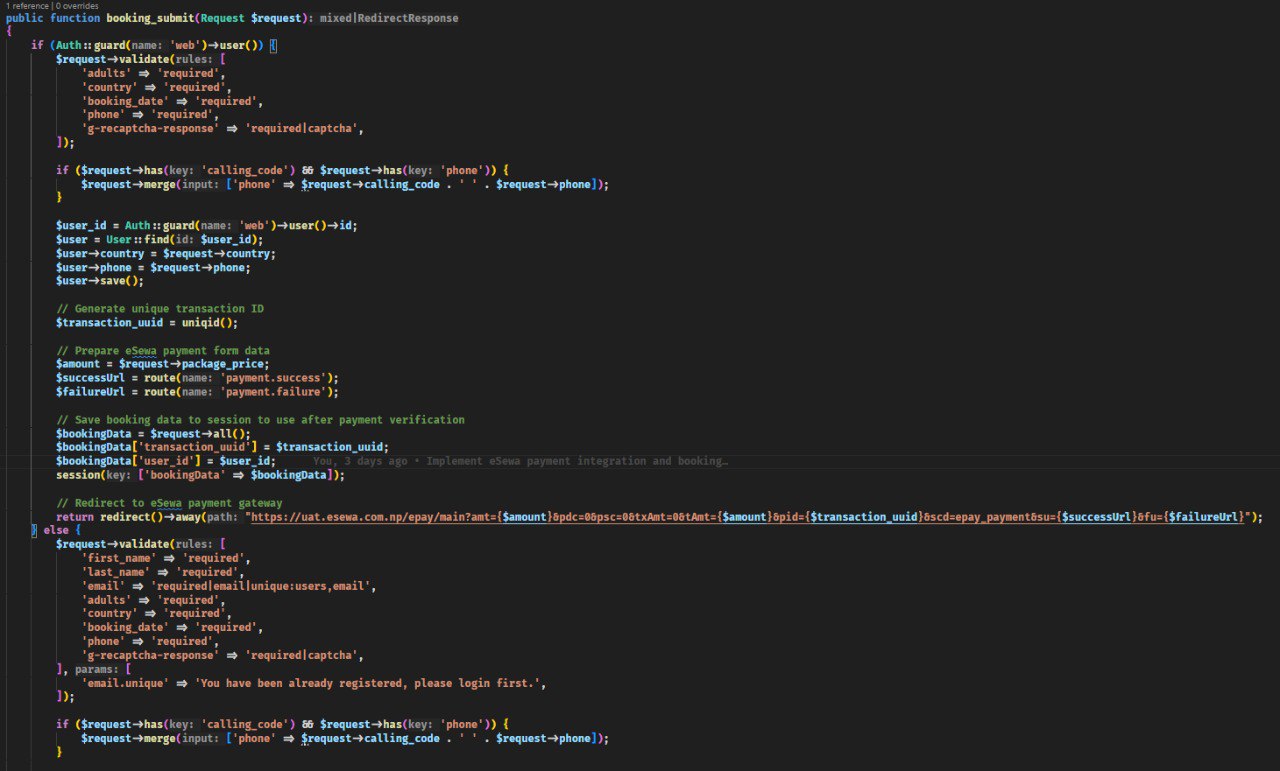 1 reference | 0 overrides
public function booking_submit(Request $request): mixed|RedirectResponse
{
    if (Auth::guard(name: 'web')→user()) {
        $request→validate(rules: [
            'adults' ⇒ 'required',
            'country' ⇒ 'required',
            'booking_date' ⇒ 'required',
            'phone' ⇒ 'required',
            'g-recaptcha-response' ⇒ 'required|captcha',
        ]);

        if ($request→has(key: 'calling_code') && $request→has(key: 'phone')) {
            $request→merge(input: ['phone' ⇒ $request→calling_code . ' ' . $request→phone]);
        }

        $user_id = Auth::guard(name: 'web')→user()→id;
        $user = User::find(id: $user_id);
        $user→country = $request→country;
        $user→phone = $request→phone;
        $user→save();

        // Generate unique transaction ID
        $transaction_uuid = uniqid();

        // Prepare eSewa payment form data
        $amount = $request→package_price;
        $successUrl = route(name: 'payment.success');
        $failureUrl = route(name: 'payment.failure');

        // Save booking data to session to use after payment verification
        $bookingData = $request→all();
        $bookingData['transaction_uuid'] = $transaction_uuid;
        $bookingData['user_id'] = $user_id;      You, 3 days ago • Implement eSewa payment integration and booking…
        session(key: ['bookingData' ⇒ $bookingData]);

        // Redirect to eSewa payment gateway
        return redirect()→away(path: "https://uat.esewa.com.np/epay/main?amt={$amount}&pdc=0&psc=0&txAmt=0&tAmt={$amount}&pid={$transaction_uuid}&scd=epay_payment&su={$successUrl}&fu={$failureUrl}");
    } else {
        $request→validate(rules: [
            'first_name' ⇒ 'required',
            'last_name' ⇒ 'required',
            'email' ⇒ 'required|email|unique:users,email',
            'adults' ⇒ 'required',
            'country' ⇒ 'required',
            'booking_date' ⇒ 'required',
            'phone' ⇒ 'required',
            'g-recaptcha-response' ⇒ 'required|captcha',
        ], params: [
            'email.unique' ⇒ 'You have been already registered, please login first.',
        ]);

        if ($request→has(key: 'calling_code') && $request→has(key: 'phone')) {
            $request→merge(input: ['phone' ⇒ $request→calling_code . ' ' . $request→phone]);
        }